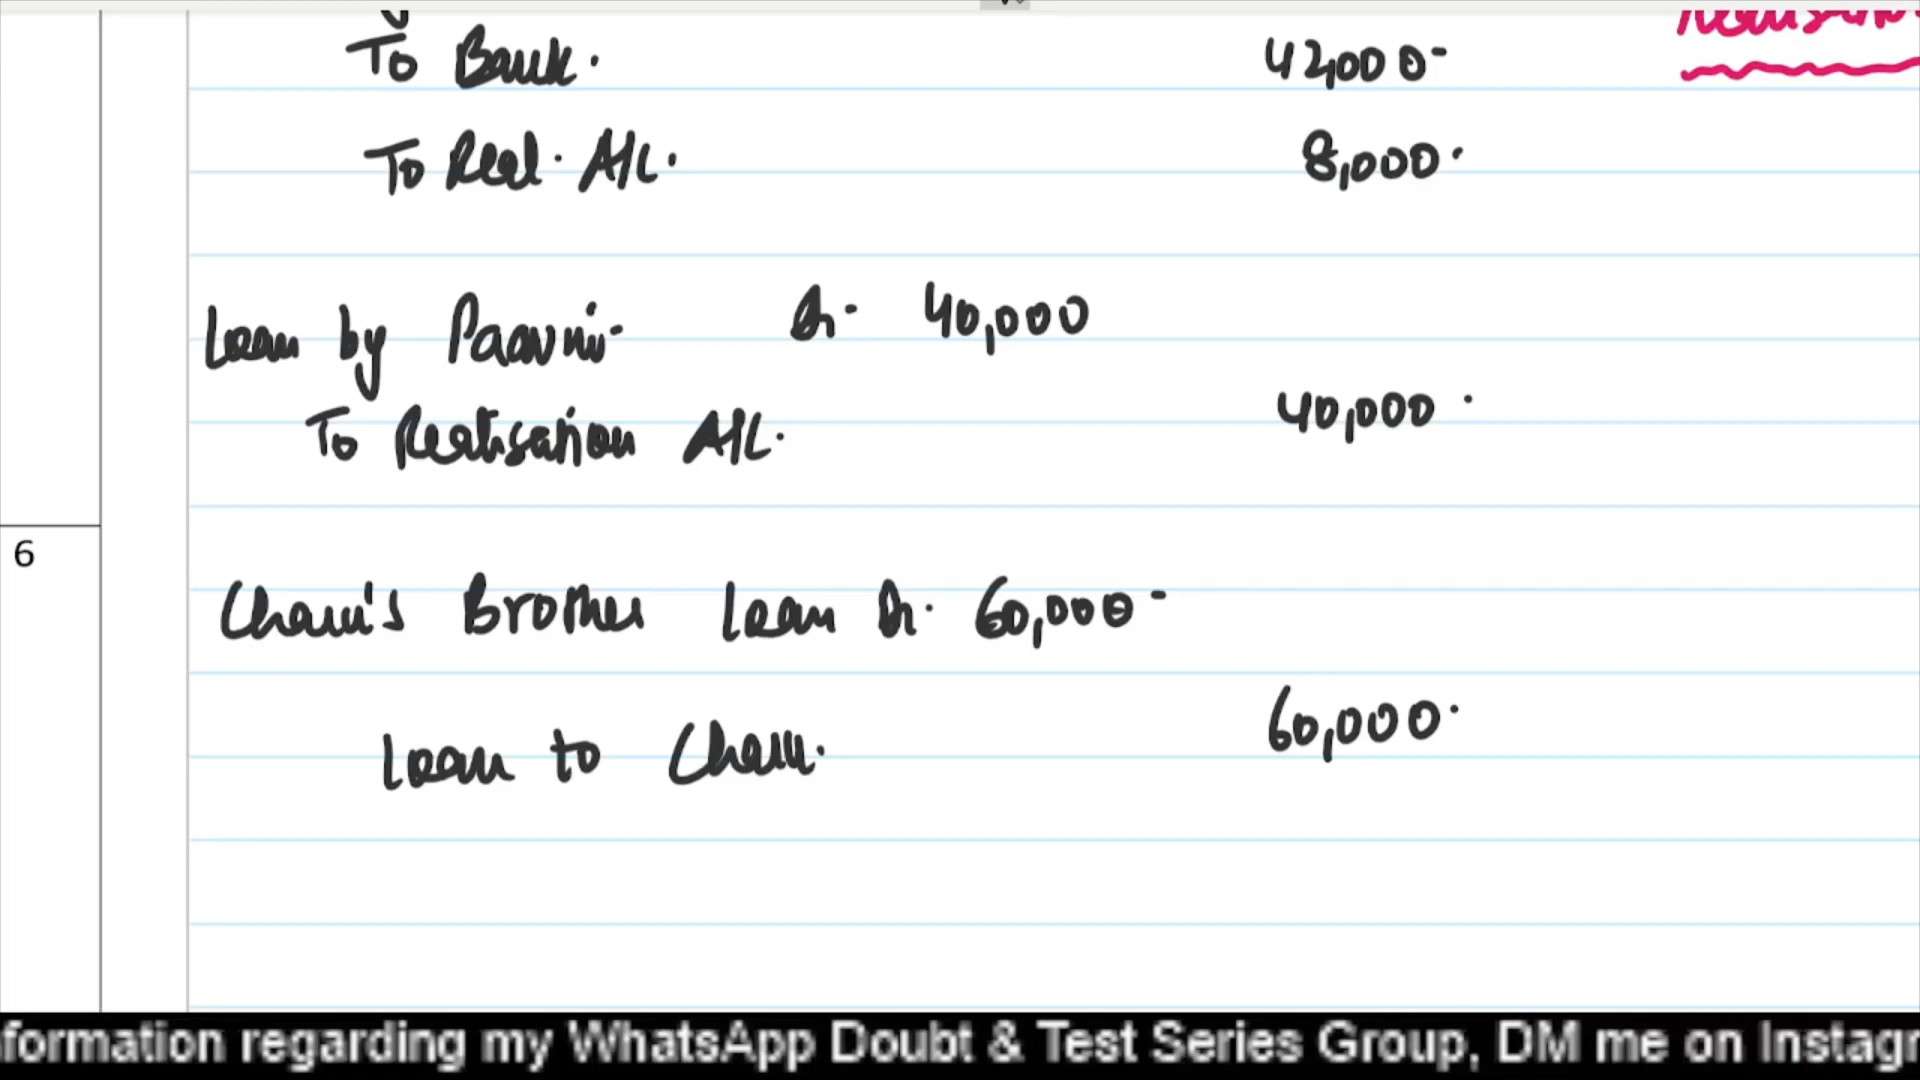 To Bank. 42,000-
To Real. A/c. 8,000.
Loan by Paavni- Dr. 40,000
To Realisation A/c. 40,000.
6
Charu's Brother Loan Dr. 60,000-
Loan to Charu. 60,000.
formation regarding my WhatsApp Doubt & Test Series Group, DM me on Instagr